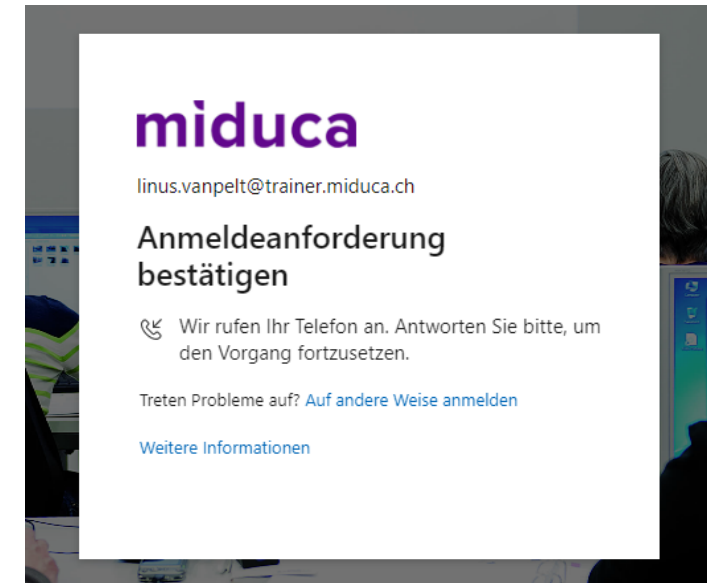 miduca
linus.vanpelt@trainer.miduca.ch
Anmeldeanforderung
bestätigen
Wir rufen Ihr Telefon an. Antworten Sie bitte, um
den Vorgang fortzusetzen.
Treten Probleme auf? Auf andere Weise anmelden
Weitere Informationen